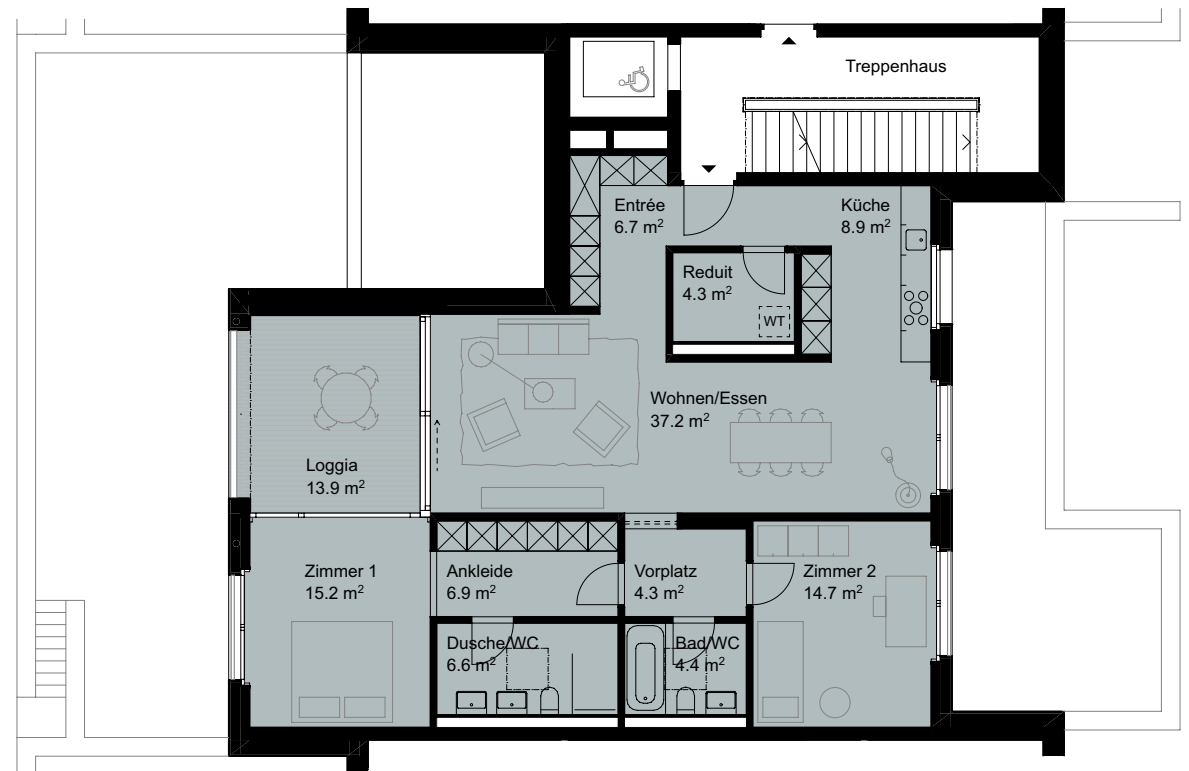 Treppenhaus
Entrée
6.7 m²
Küche
8.9 m²
Reduit
4.3 m²
WT
Wohnen/Essen
37.2 m²
Loggia
13.9 m²
Zimmer 1
15.2 m²
Ankleide
6.9 m²
Vorplatz
4.3 m²
Zimmer 2
14.7 m²
Dusche/WC
6.6 m²
Bad/WC
4.4 m²